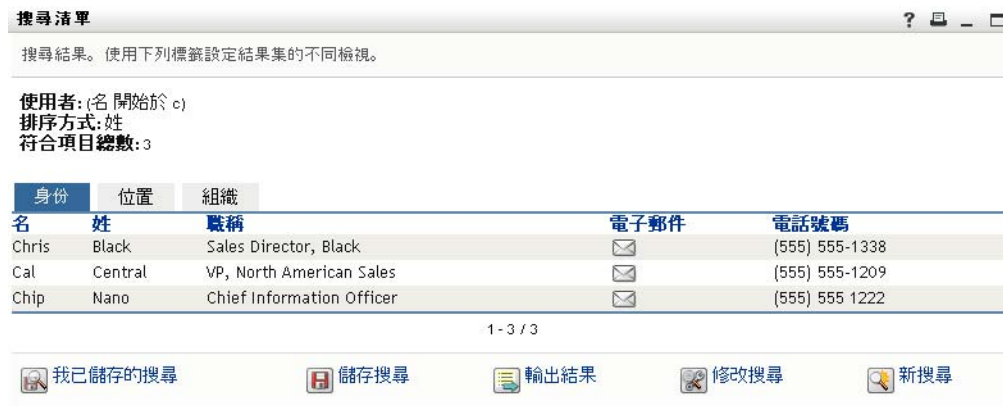 搜尋清單 ?
搜尋結果。使用下列標籤設定結果集的不同檢視。
使用者: (名 開始於 c)
排序方式: 姓
符合項目總數: 3
身份 位置 組織
名 姓 職稱 電子郵件 電話號碼
Chris Black Sales Director, Black (555) 555-1338
Cal Central VP, North American Sales (555) 555-1209
Chip Nano Chief Information Officer (555) 555 1222
1 - 3 / 3
我已儲存的搜尋 儲存搜尋 輸出結果 修改搜尋 新搜尋